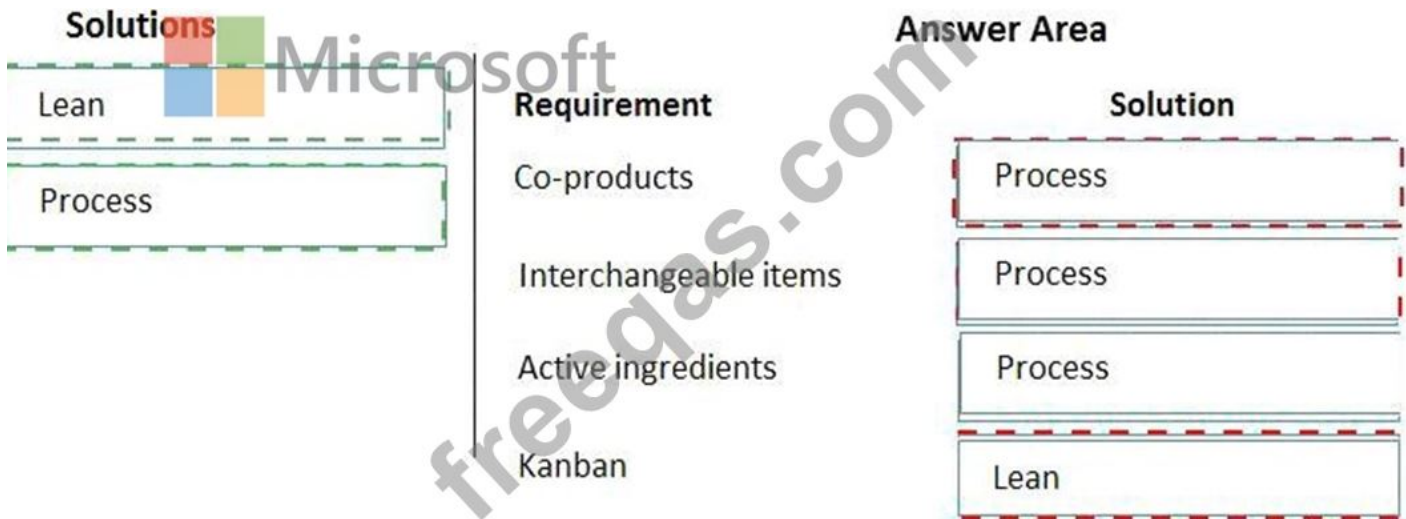 Solutions
Microsoft
Answer Area
Lean
Requirement
Solution
Process
Co-products
Process
Interchangeable items
Process
Active ingredients
Process
Kanban
Lean
freeqas.com